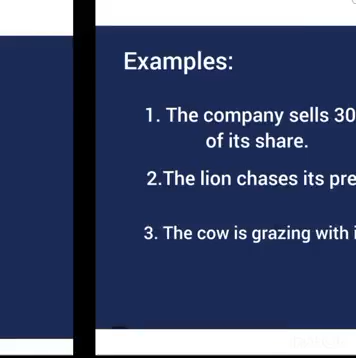 Examples:
1. The company sells 30
of its share.
2.The lion chases its pre
3. The cow is grazing with i